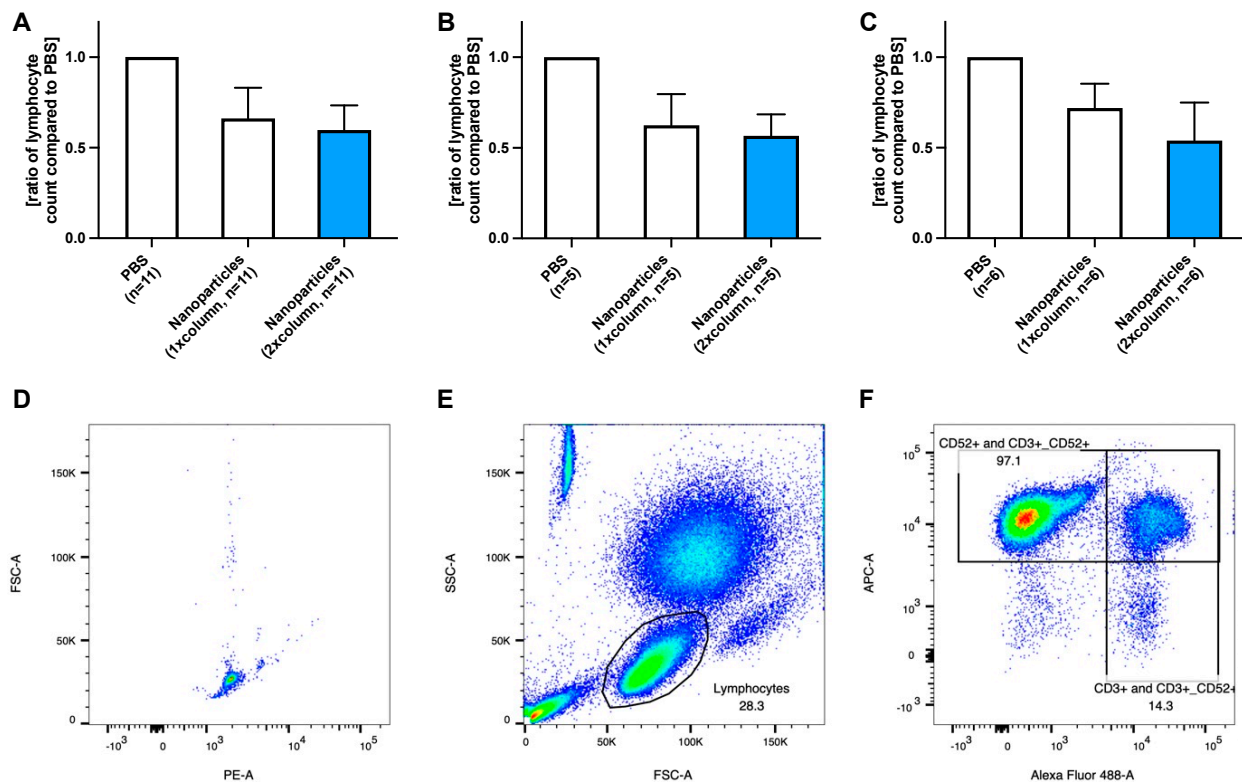 A
[ratio of lymphocyte
count compared to PBS]
1.0
0.5
0.0
PBS
(n=11)
Nanoparticles
(1xcolumn, n=11)
Nanoparticles
(2xcolumn, n=11)
B
[ratio of lymphocyte
count compared to PBS]
1.0
0.5
0.0
PBS
(n=5)
Nanoparticles
(1xcolumn, n=5)
Nanoparticles
(2xcolumn, n=5)
C
[ratio of lymphocyte
count compared to PBS]
1.0
0.5
0.0
PBS
(n=6)
Nanoparticles
(1xcolumn, n=6)
Nanoparticles
(2xcolumn, n=6)
D
FSC-A
150K
100K
50K
0
-10³ 10³ 10⁴ 10⁵
PE-A
E
SSC-A
150K
100K
50K
0
Lymphocytes
28.3
0 50K 100K 150K
FSC-A
F
APC-A
10⁵
10⁴
10³
0
-10³
CD52+ and CD3+_CD52+
97.1
CD3+ and CD3+_CD52+
14.3
-10³ 0 10³ 10⁴ 10⁵
Alexa Fluor 488-A